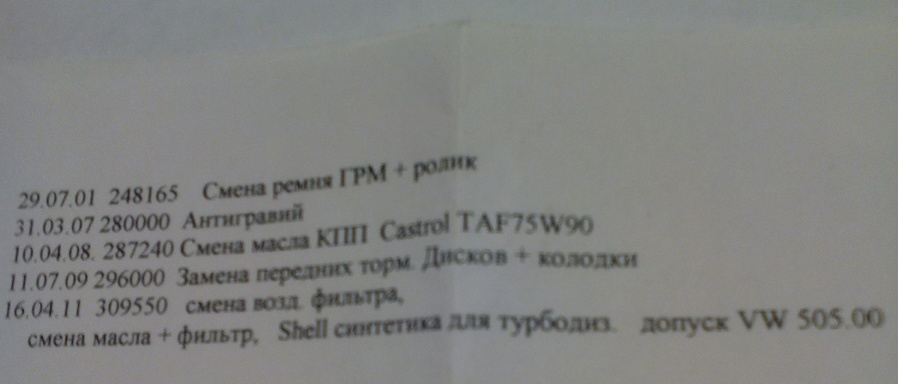 29.07.01 248165 Смена ремня ГРМ + ролик
31.03.07 280000 Антигравий
10.04.08. 287240 Смена масла КПП Castrol TAF75W90
11.07.09 296000 Замена передних торм. Дисков + колодки
16.04.11 309550 смена возд. фильтра,
смена масла + фильтр, Shell синтетика для турбодиз. допуск VW 505.00